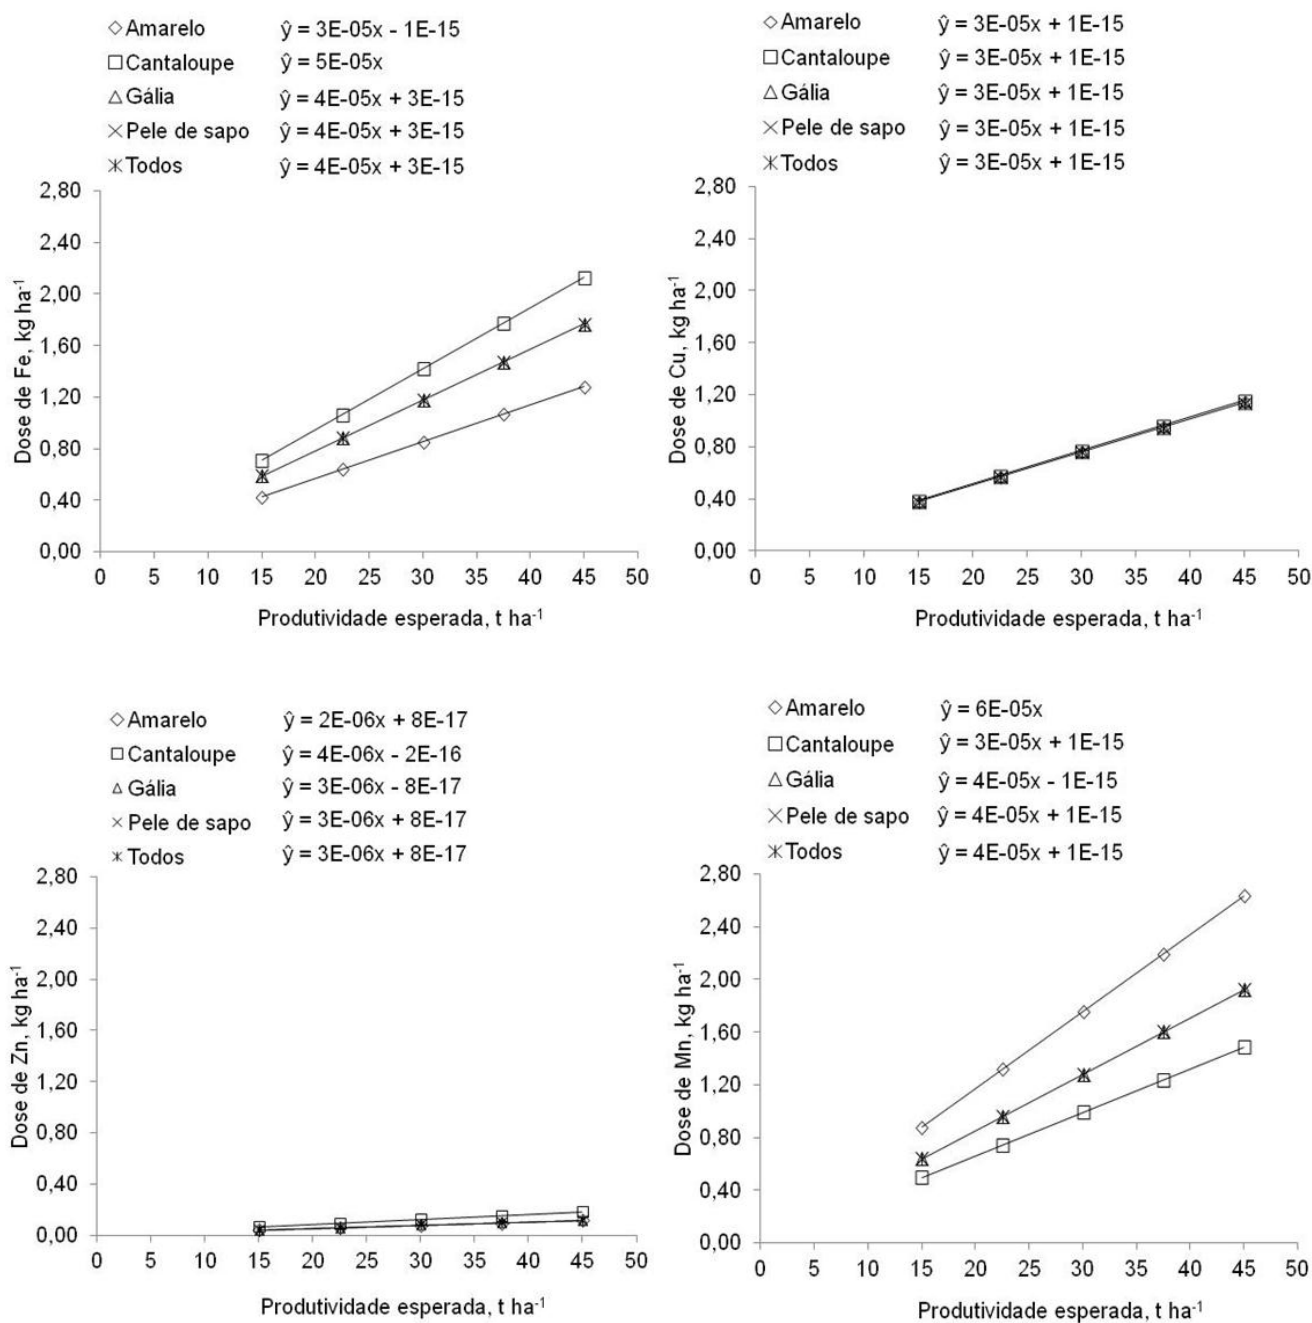 Amarelo ŷ = 3E-05x - 1E-15
Cantaloupe ŷ = 5E-05x
Gália ŷ = 4E-05x + 3E-15
Pele de sapo ŷ = 4E-05x + 3E-15
Todos ŷ = 4E-05x + 3E-15
Dose de Fe, kg ha⁻¹
2,80
2,40
2,00
1,60
1,20
0,80
0,40
0,00
0 5 10 15 20 25 30 35 40 45 50
Produtividade esperada, t ha⁻¹
Amarelo ŷ = 3E-05x + 1E-15
Cantaloupe ŷ = 3E-05x + 1E-15
Gália ŷ = 3E-05x + 1E-15
Pele de sapo ŷ = 3E-05x + 1E-15
Todos ŷ = 3E-05x + 1E-15
Dose de Cu, kg ha⁻¹
2,80
2,40
2,00
1,60
1,20
0,80
0,40
0,00
0 5 10 15 20 25 30 35 40 45 50
Produtividade esperada, t ha⁻¹
Amarelo ŷ = 2E-06x + 8E-17
Cantaloupe ŷ = 4E-06x - 2E-16
Gália ŷ = 3E-06x - 8E-17
Pele de sapo ŷ = 3E-06x + 8E-17
Todos ŷ = 3E-06x + 8E-17
Dose de Zn, kg ha⁻¹
2,80
2,40
2,00
1,60
1,20
0,80
0,40
0,00
0 5 10 15 20 25 30 35 40 45 50
Produtividade esperada, t ha⁻¹
Amarelo ŷ = 6E-05x
Cantaloupe ŷ = 3E-05x + 1E-15
Gália ŷ = 4E-05x - 1E-15
Pele de sapo ŷ = 4E-05x + 1E-15
Todos ŷ = 4E-05x + 1E-15
Dose de Mn, kg ha⁻¹
2,80
2,40
2,00
1,60
1,20
0,80
0,40
0,00
0 5 10 15 20 25 30 35 40 45 50
Produtividade esperada, t ha⁻¹